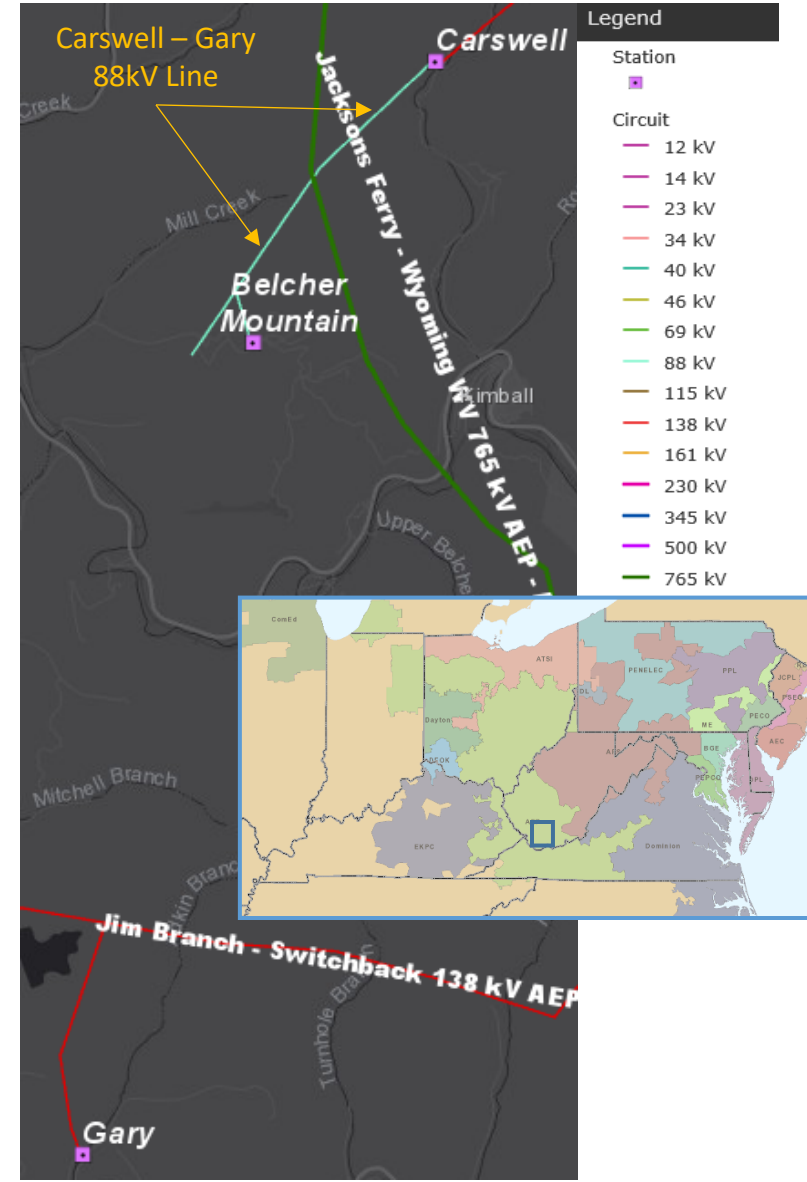 Carswell – Gary
88kV Line
Carswell
Creek
Jacksons Ferry - Wyoming WV 765 kV AEP -
Mill Creek
Belcher
Mountain
Kimball
Upper Belche
Mitchell Branch
Branc
Jim Branch - Switchback 138 kV AEP
Turnhole Branch
Gary
Legend
Station
Circuit
12 kV
14 kV
23 kV
34 kV
40 kV
46 kV
69 kV
88 kV
115 kV
138 kV
161 kV
230 kV
345 kV
500 kV
765 kV
ComEd
ATSI
PENELEC
PPL
JCPL
PSEG
DL
Dayton
ME
PECO
AEC
DEOK
BGE
PEPCO
DPL
EKPC
Dominion